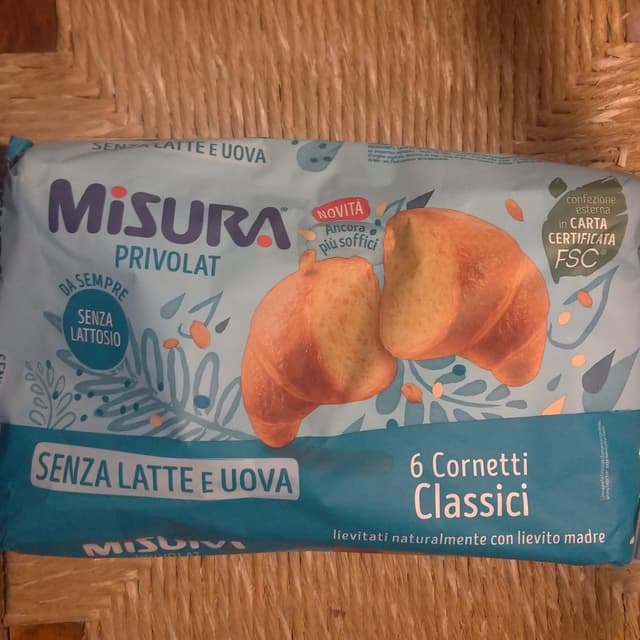 SENZA LATTE E UOVA
MiSURA
PRIVOLAT
NOVITÀ
Ancora
più soffici
confezione
esterna
in CARTA
CERTIFICATA
FSC
DA SEMPRE
SENZA
LATTOSIO
SENZA LATTE E UOVA
6 Cornetti
Classici
lievitati naturalmente con lievito madre
MiSURA